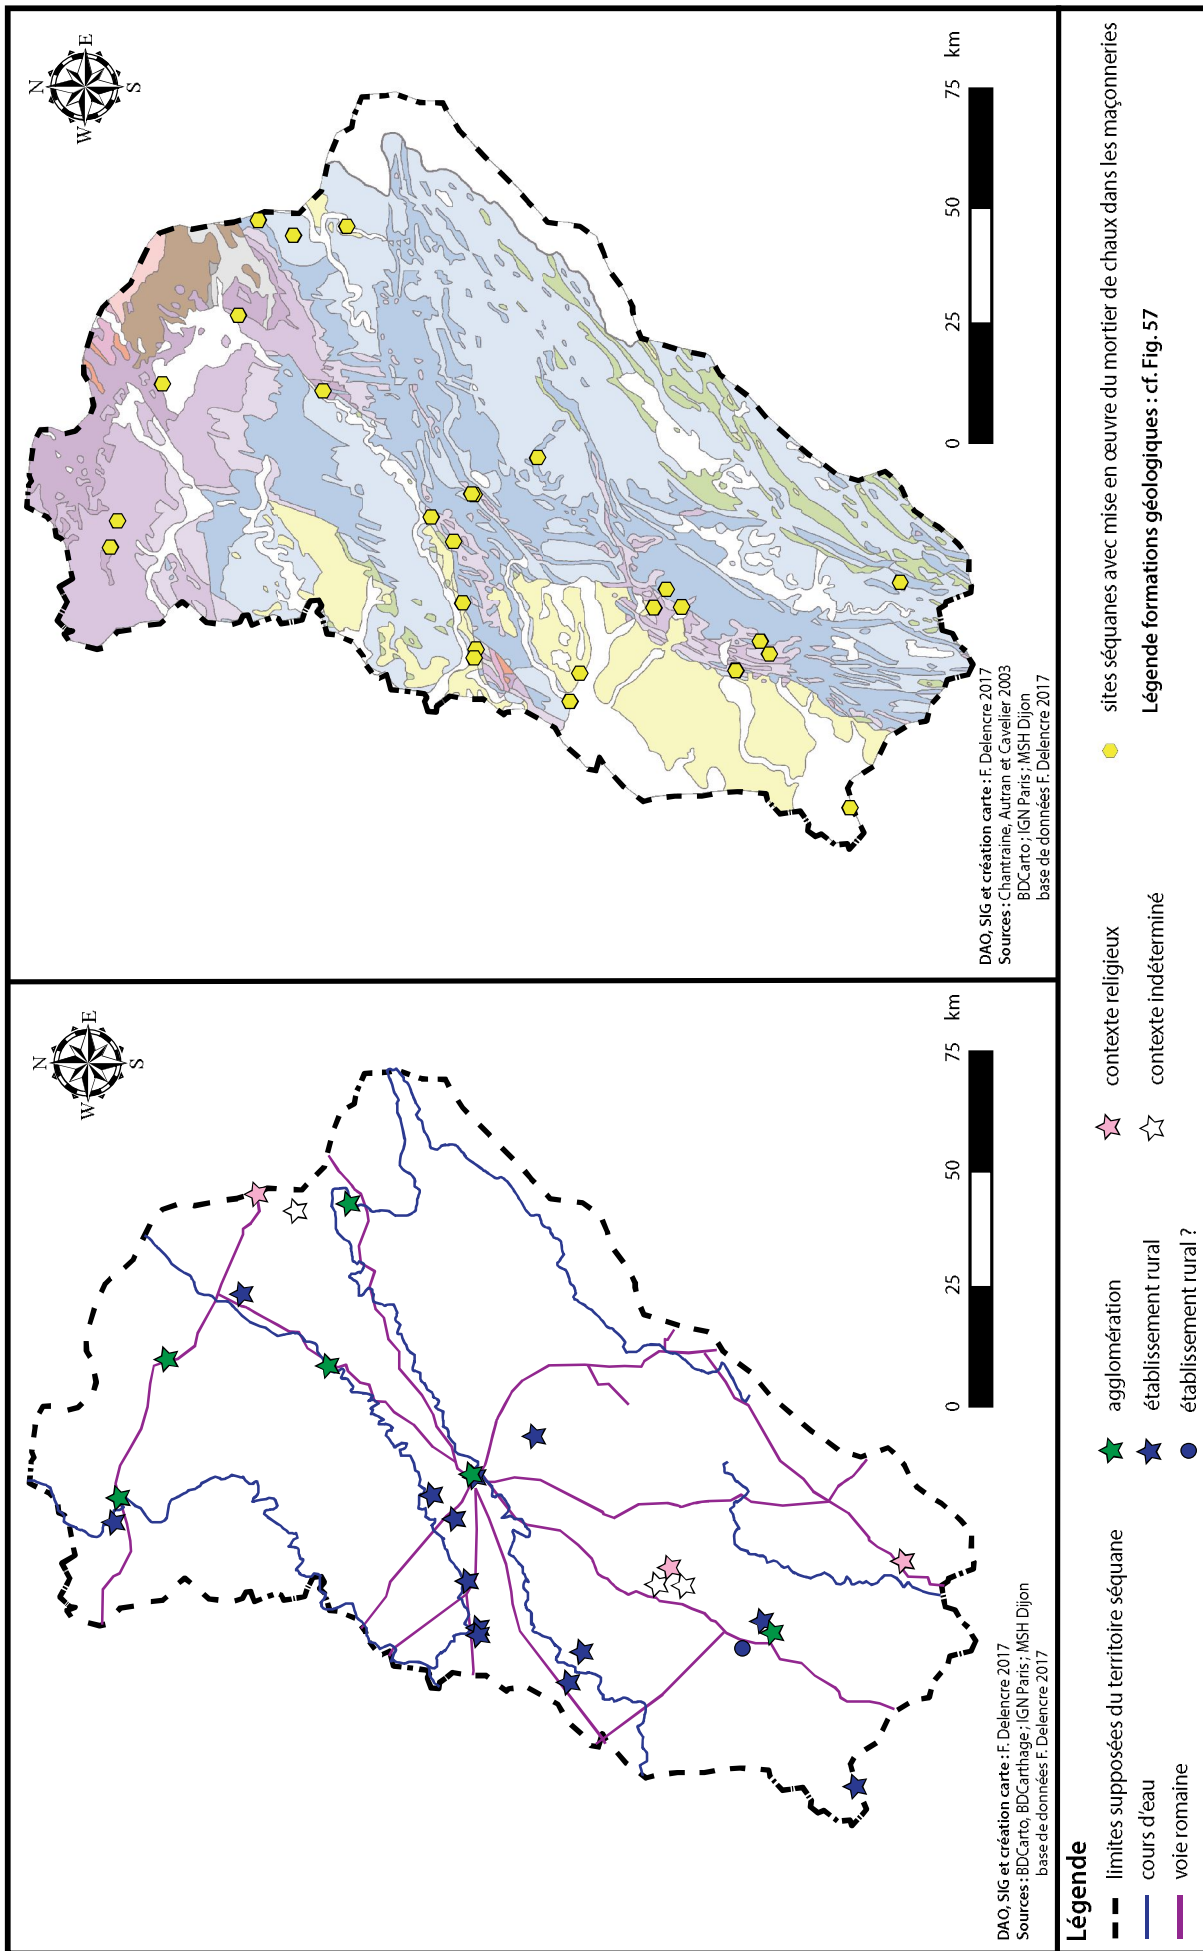 N
E
S
W
0
25
50
75
km
DAO, SIG et création carte : F. Delencre 2017
Sources : BDCarto, BDCarthage ; IGN Paris ; MSH Dijon
base de données F. Delencre 2017
N
E
S
W
0
25
50
75
km
DAO, SIG et création carte : F. Delencre 2017
Sources : Chantraine, Autran et Cavelier 2003
BDCarto ; IGN Paris ; MSH Dijon
base de données F. Delencre 2017
Légende
limites supposées du territoire séquane
cours d'eau
voie romaine
agglomération
établissement rural
établissement rural ?
contexte religieux
contexte indéterminé
sites séquanes avec mise en œuvre du mortier de chaux dans les maçonneries
Légende formations géologiques : cf. Fig. 57